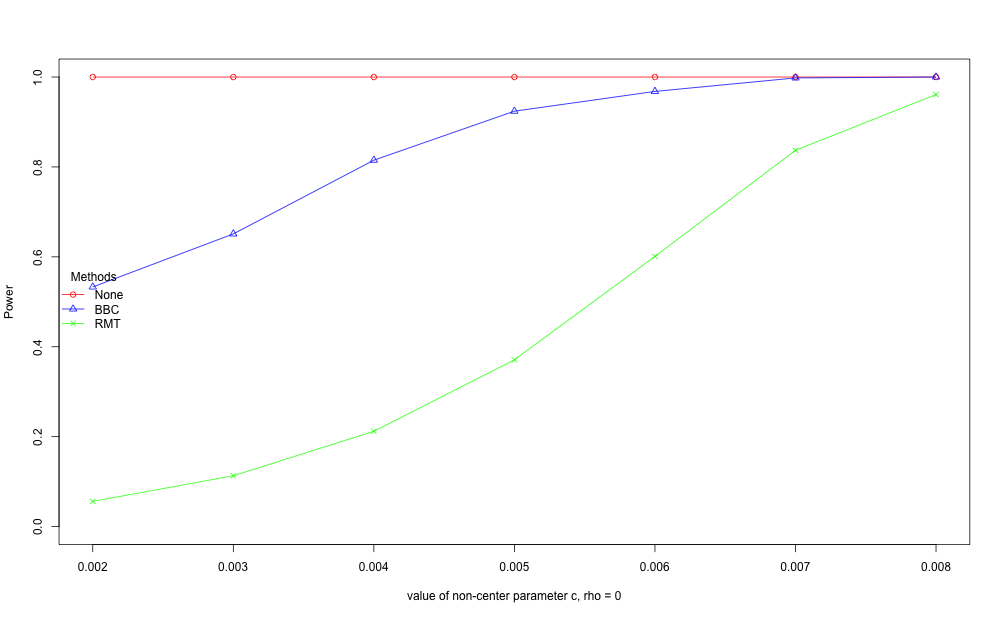 1.0
0.8
0.6
0.4
0.2
0.0
Power
Methods
None
BBC
RMT
0.002 0.003 0.004 0.005 0.006 0.007 0.008
value of non-center parameter c, rho = 0